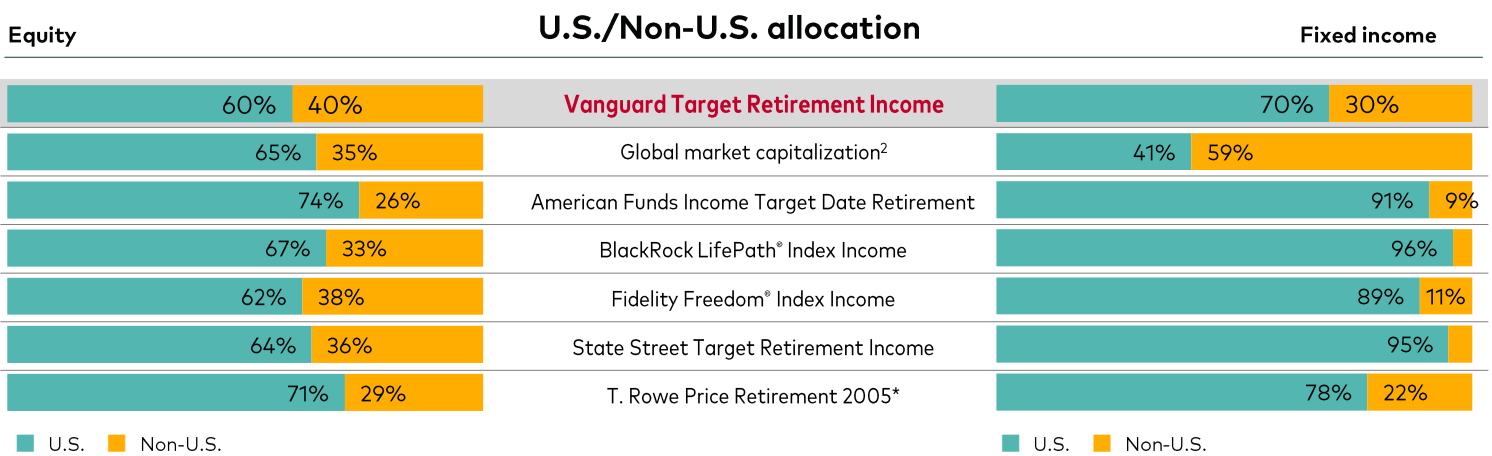 Equity U.S./Non-U.S. allocation Fixed income
60% 40% Vanguard Target Retirement Income 70% 30%
65% 35% Global market capitalization² 41% 59%
74% 26% American Funds Income Target Date Retirement 91% 9%
67% 33% BlackRock LifePath® Index Income 96%
62% 38% Fidelity Freedom® Index Income 89% 11%
64% 36% State Street Target Retirement Income 95%
71% 29% T. Rowe Price Retirement 2005* 78% 22%
U.S. Non-U.S. U.S. Non-U.S.